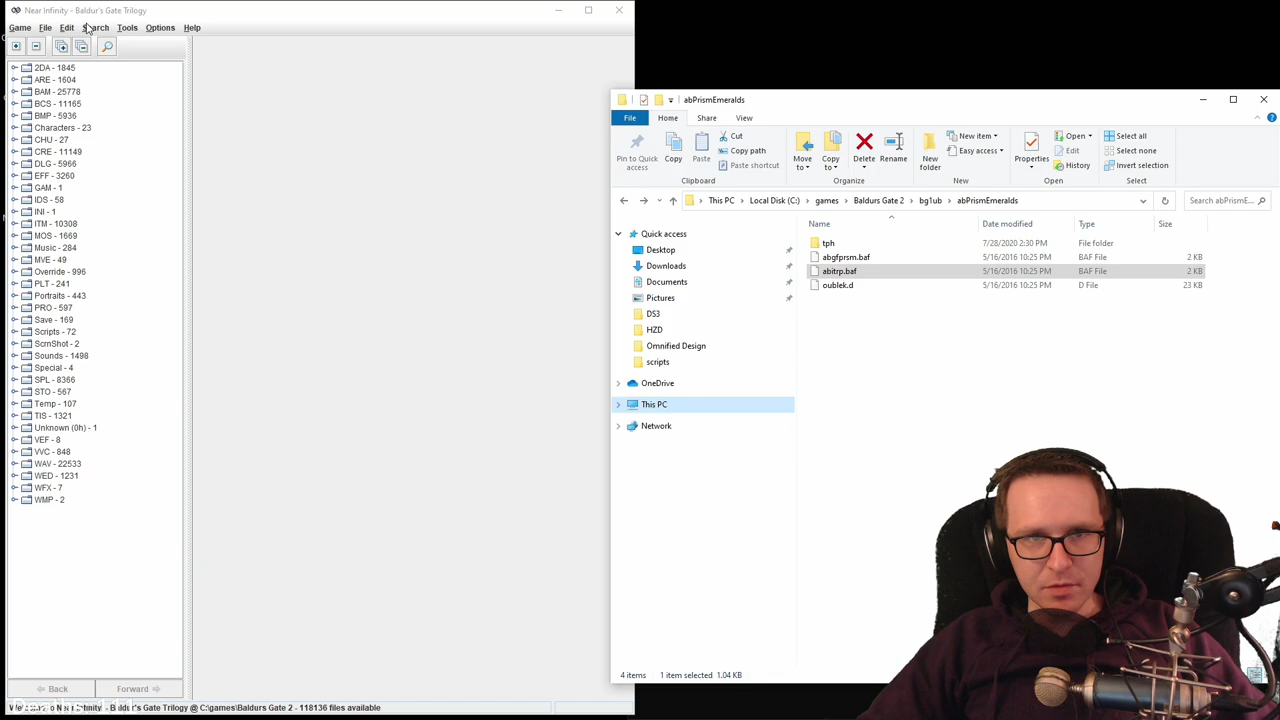 Near Infinity - Baldur's Gate Trilogy
Game File Edit Search Tools Options Help
2DA - 1845
ARE - 1604
BAM - 25778
BCS - 11165
BMP - 5936
Characters - 23
CHU - 27
CRE - 11149
DLG - 5966
EFF - 3260
GAM - 1
IDS - 58
INI - 1
ITM - 10308
MOS - 1669
Music - 284
MVE - 49
Override - 996
PLT - 241
Portraits - 443
PRO - 597
Save - 169
Scripts - 72
ScrnShot - 2
Sounds - 1498
Special - 4
SPL - 8366
STO - 567
Temp - 107
TIS - 1321
Unknown (0h) - 1
VEF - 8
VVC - 848
WAV - 22533
WED - 1231
WFX - 7
WMP - 2
Back Forward
Near Infinity! - Baldur's Gate Trilogy @ C:\games\Baldurs Gate 2 - 118136 files available
abPrismEmeralds
File Home Share View
Pin to Quick access
Copy
Paste
Cut
Copy path
Paste shortcut
Clipboard
Move to
Copy to
Delete
Rename
Organize
New folder
New item
Easy access
New
Properties
Open
Edit
History
Open
Select all
Select none
Invert selection
Select
This PC Local Disk (C:) games Baldurs Gate 2 bg1ub abPrismEmeralds
Search abPrismE...
Quick access
Desktop
Downloads
Documents
Pictures
DS3
HZD
Omnified Design
scripts
OneDrive
This PC
Network
Name Date modified Type Size
tph 7/28/2020 2:30 PM File folder
abgfprsm.baf 5/16/2016 10:25 PM BAF File 2 KB
abitrp.baf 5/16/2016 10:25 PM BAF File 2 KB
oublek.d 5/16/2016 10:25 PM D File 23 KB
4 items 1 item selected 1.04 KB